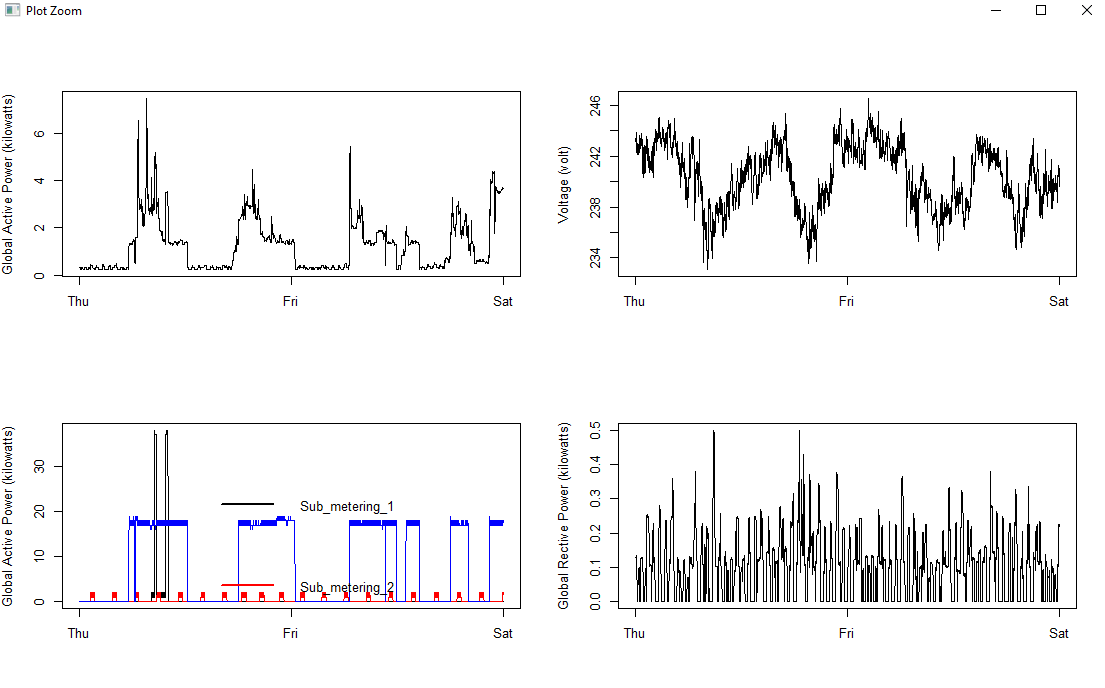 Plot Zoom
Global Active Power (kilowatts)
6
4
2
0
Thu
Fri
Sat
Voltage (volt)
246
242
238
234
Thu
Fri
Sat
Global Active Power (kilowatts)
30
20
10
0
Sub_metering_1
Sub_metering_2
Thu
Fri
Sat
Global Rective Power (kilowatts)
0.5
0.4
0.3
0.2
0.1
0.0
Thu
Fri
Sat